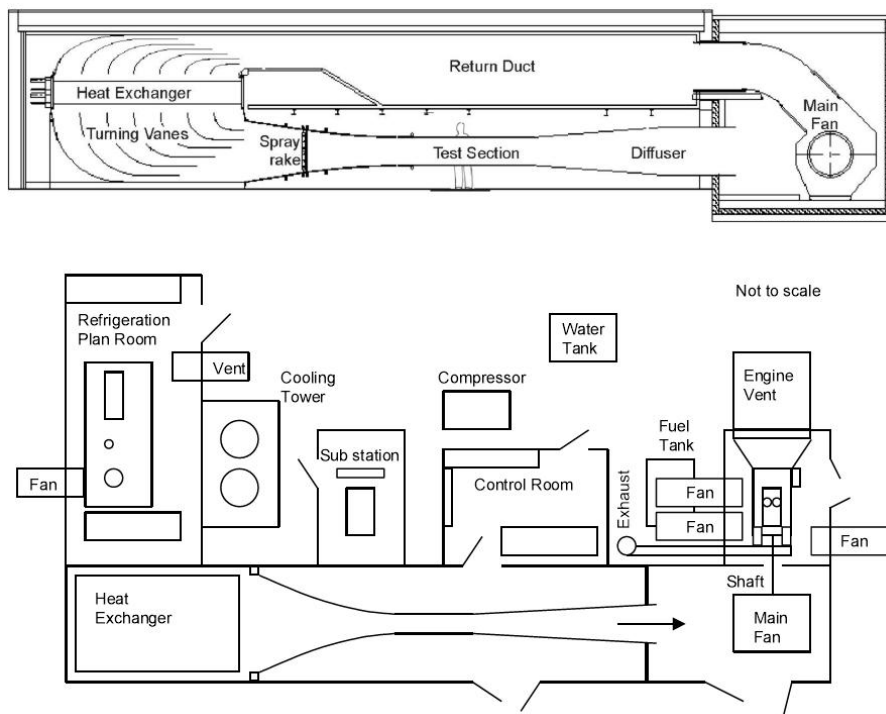 Return Duct
Heat Exchanger
Main
Fan
Turning Vanes
Spray
rake
Test Section
Diffuser
Not to scale
Refrigeration
Plan Room
Water
Tank
Vent
Cooling
Tower
Compressor
Engine
Vent
Fuel
Tank
Sub station
Control Room
Fan
Exhaust
Fan
Fan
Fan
Shaft
Heat
Exchanger
Main
Fan